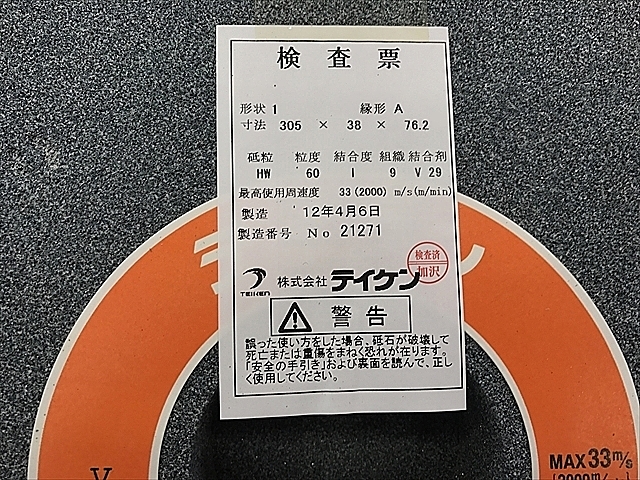 検査票
形状 1 縁形 A
寸法 305 × 38 × 76.2
砥粒 粒度 結合度 組織 結合剤
HW 60 I 9 V 29
最高使用周速度 33 (2000) m/s(m/min)
製造 12年4月6日
製造番号 No 21271
検査済
加沢
TEIKEN 株式会社テイケン
警告
誤った使い方をした場合、砥石が破壊して
死亡または重傷をまねく恐れが在ります。
「安全の手引き」および裏面を読んで、正し
く使用してください。
V
MAX33m/s